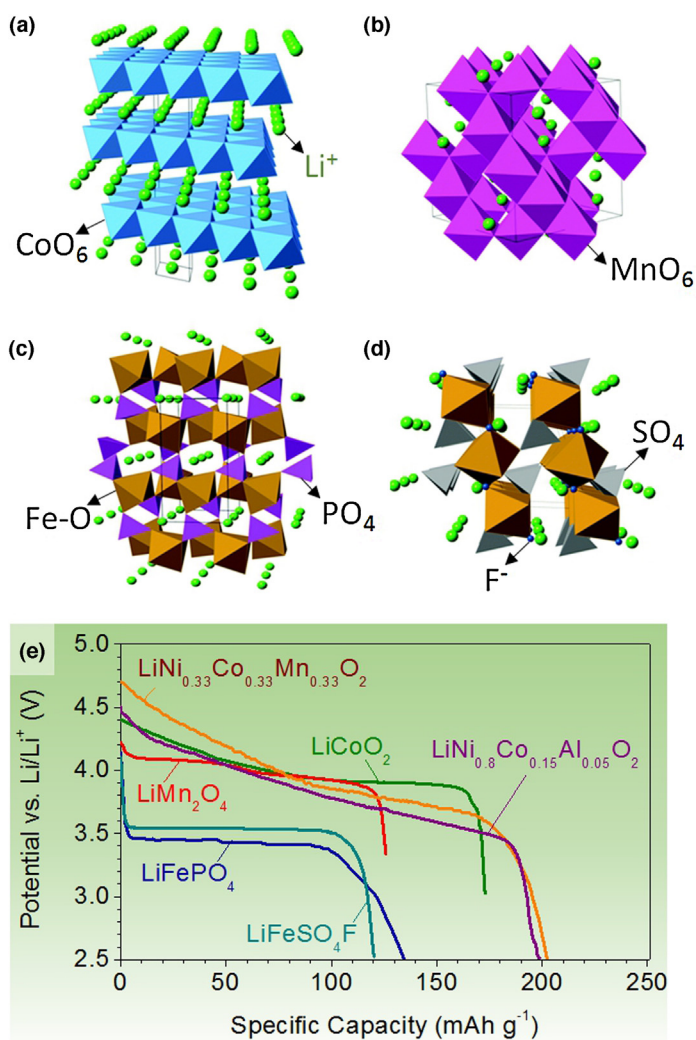 (a)
(b)
Li⁺
CoO₆
MnO₆
(c)
(d)
SO₄
Fe-O
PO₄
F⁻
(e)
5.0
4.5
4.0
3.5
3.0
2.5
Potential vs. Li/Li⁺ (V)
LiNi₀.₃₃Co₀.₃₃Mn₀.₃₃O₂
LiCoO₂
LiNi₀.₈Co₀.₁₅Al₀.₀₅O₂
LiMn₂O₄
LiFePO₄
LiFeSO₄F
0 50 100 150 200 250
Specific Capacity (mAh g⁻¹)